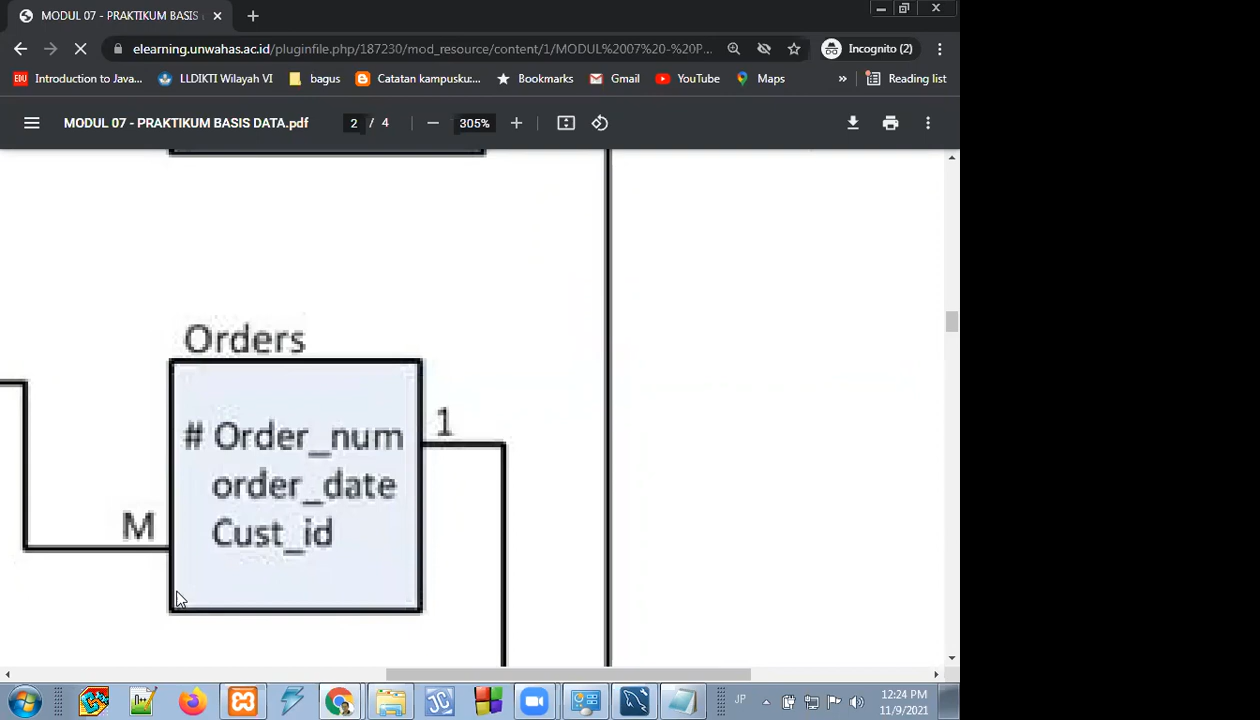 MODUL 07 - PRAKTIKUM BASIS
elearning.unwahas.ac.id/pluginfile.php/187230/mod_resource/content/1/MODUL%2007%20-%20P...
Incognito (2)
Introduction to Java...
LLDIKTI Wilayah VI
bagus
Catatan kampusku:...
Bookmarks
Gmail
YouTube
Maps
»
Reading list
MODUL 07 - PRAKTIKUM BASIS DATA.pdf
2 / 4
305%
Orders
# Order_num
order_date
Cust_id
1
M
JP
12:24 PM
11/9/2021